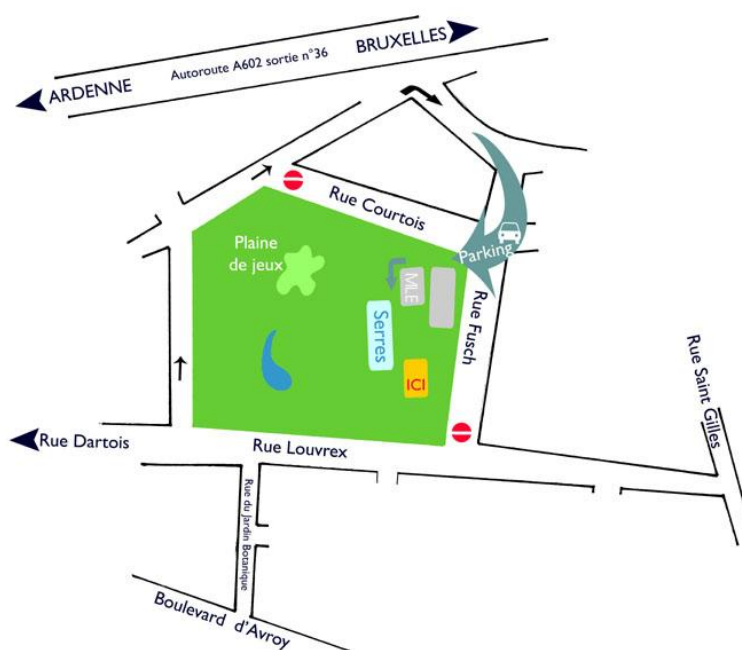 BRUXELLES
Autoroute A602 sortie n°36
ARDENNE
Rue Courtois
Plaine
de jeux
Parking
MLE
Serres
Rue Fusch
ICI
Rue Saint Gilles
Rue Dartois
Rue Louvrex
Rue du Jardin Botanique
Boulevard d'Avroy